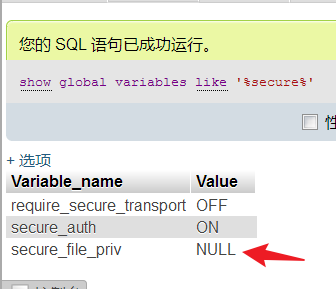 您的 SQL 语句已成功运行。
show global variables like '%secure%'
+ 选项
Variable_name Value
require_secure_transport OFF
secure_auth ON
secure_file_priv NULL